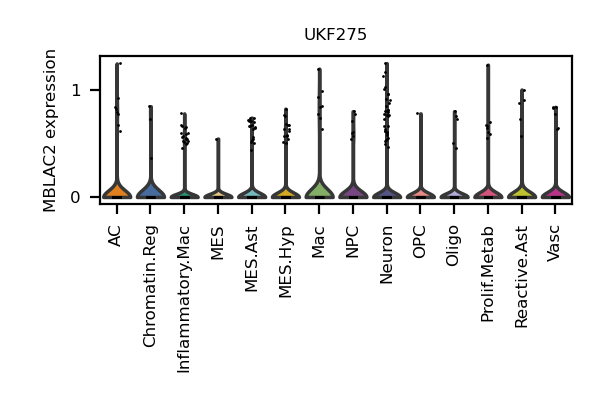 UKF275
MBLAC2 expression
1
0
AC
Chromatin.Reg
Inflammatory.Mac
MES
MES.Ast
MES.Hyp
Mac
NPC
Neuron
OPC
Oligo
Prolif.Metab
Reactive.Ast
Vasc